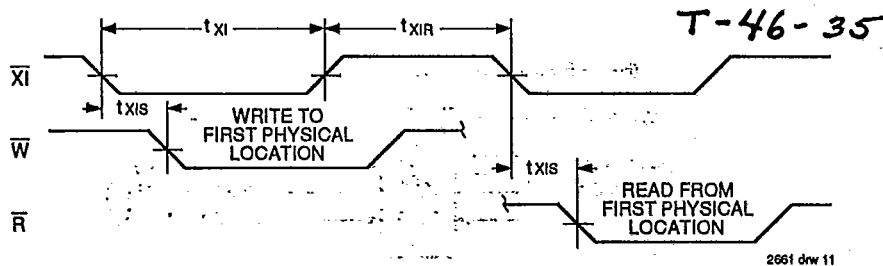 T-46-35
tXI
tXIR
X̅I̅
tXIS
WRITE TO
FIRST PHYSICAL
LOCATION
W̅
tXIS
READ FROM
FIRST PHYSICAL
LOCATION
R̅
2661 drw 11